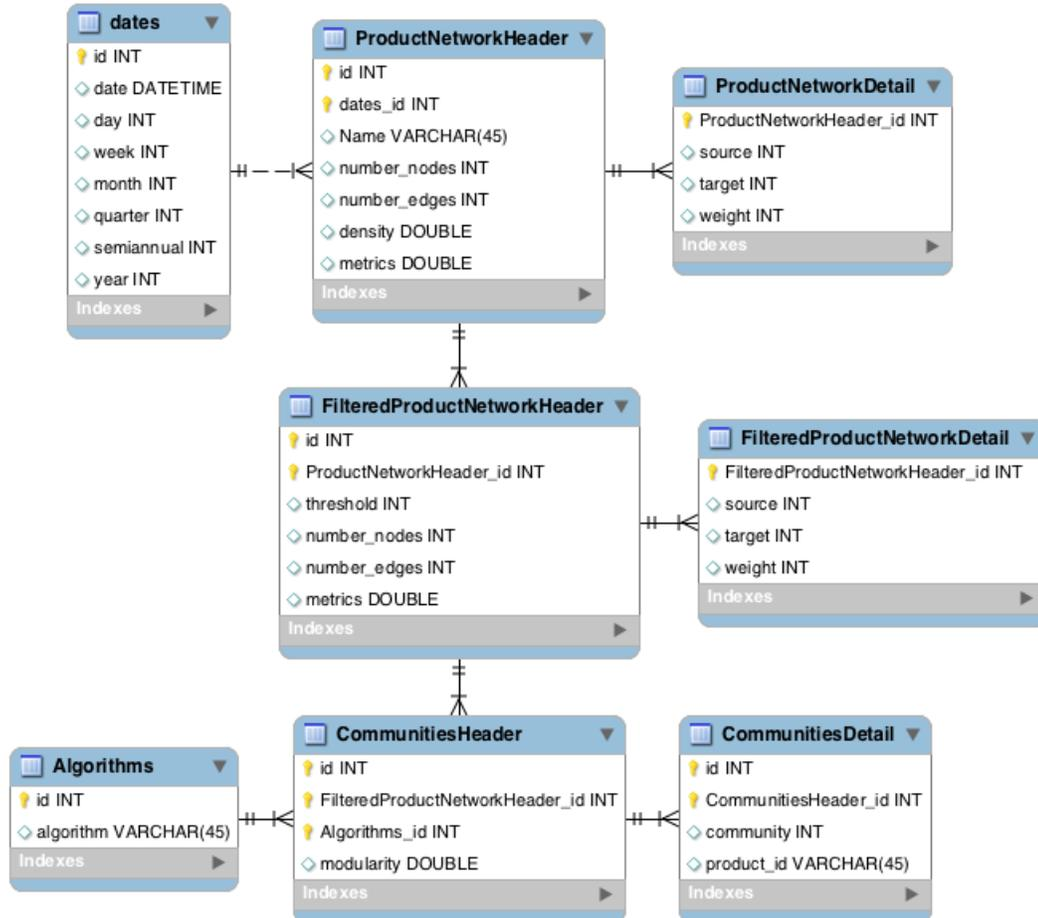 dates
id INT
date DATETIME
day INT
week INT
month INT
quarter INT
semiannual INT
year INT
Indexes
ProductNetworkHeader
id INT
dates_id INT
Name VARCHAR(45)
number_nodes INT
number_edges INT
density DOUBLE
metrics DOUBLE
Indexes
ProductNetworkDetail
ProductNetworkHeader_id INT
source INT
target INT
weight INT
Indexes
FilteredProductNetworkHeader
id INT
ProductNetworkHeader_id INT
threshold INT
number_nodes INT
number_edges INT
metrics DOUBLE
Indexes
FilteredProductNetworkDetail
FilteredProductNetworkHeader_id INT
source INT
target INT
weight INT
Indexes
Algorithms
id INT
algorithm VARCHAR(45)
Indexes
CommunitiesHeader
id INT
FilteredProductNetworkHeader_id INT
Algorithms_id INT
modularity DOUBLE
Indexes
CommunitiesDetail
id INT
CommunitiesHeader_id INT
community INT
product_id VARCHAR(45)
Indexes